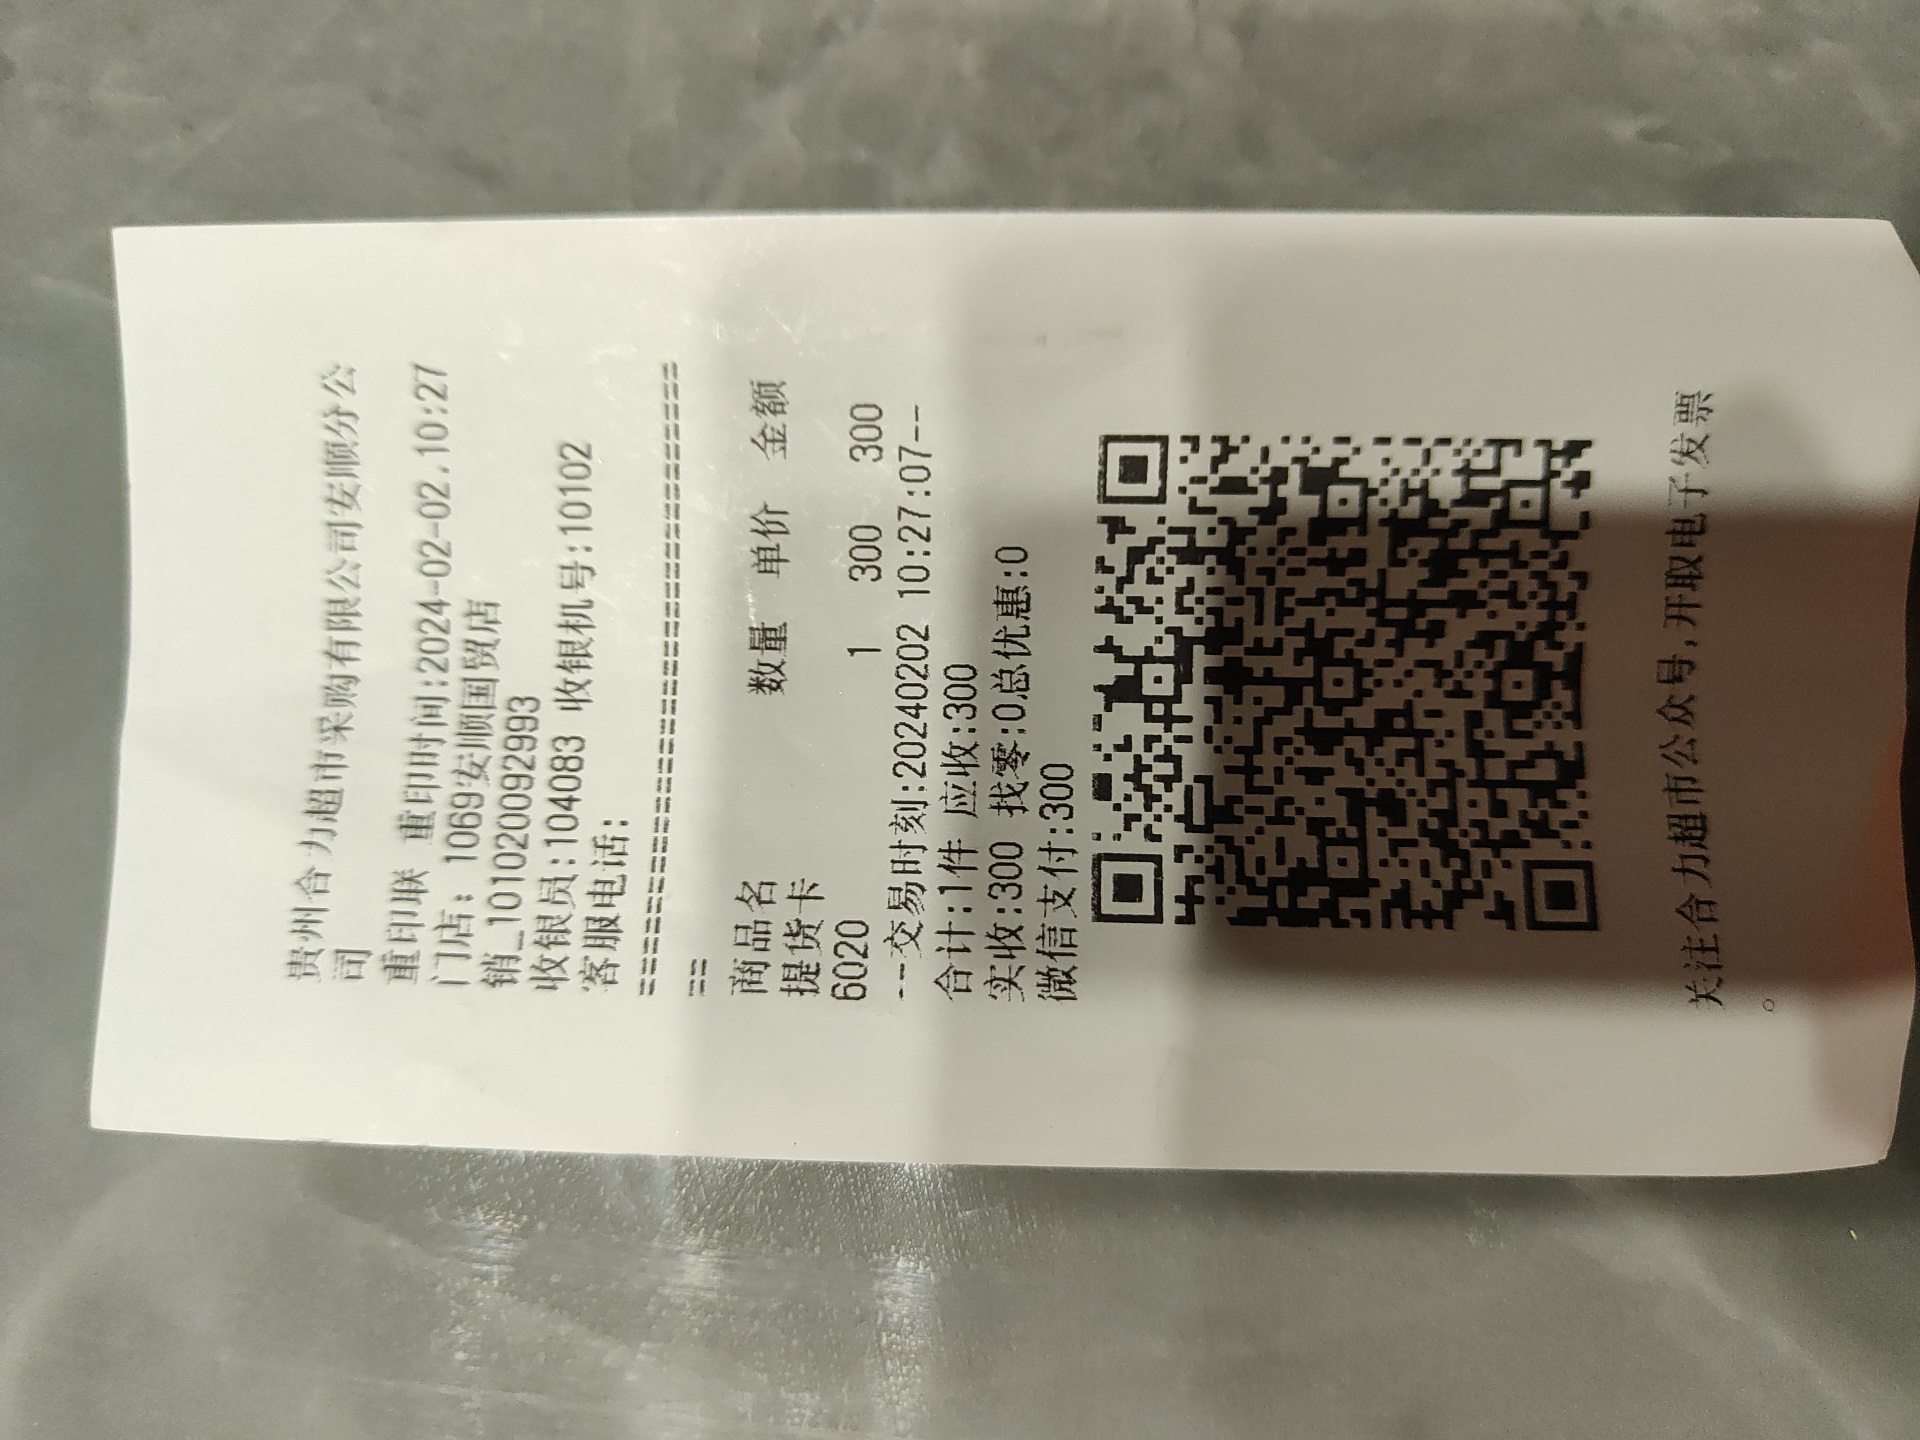 贵州合力超市采购有限公司安顺分公
司
重印联 重印时间:2024-02-02.10:27
门店: 1069安顺国贸店
销_101020092993
收银员:104083 收银机号:10102
客服电话:
==========================================
==
商品名 数量 单价 金额
提货卡
6020 1 300 300
--交易时刻:20240202 10:27:07--
合计:1件 应收:300
实收:300 找零:0总优惠:0
微信支付:300
关注合力超市公众号,开取电子发票
。